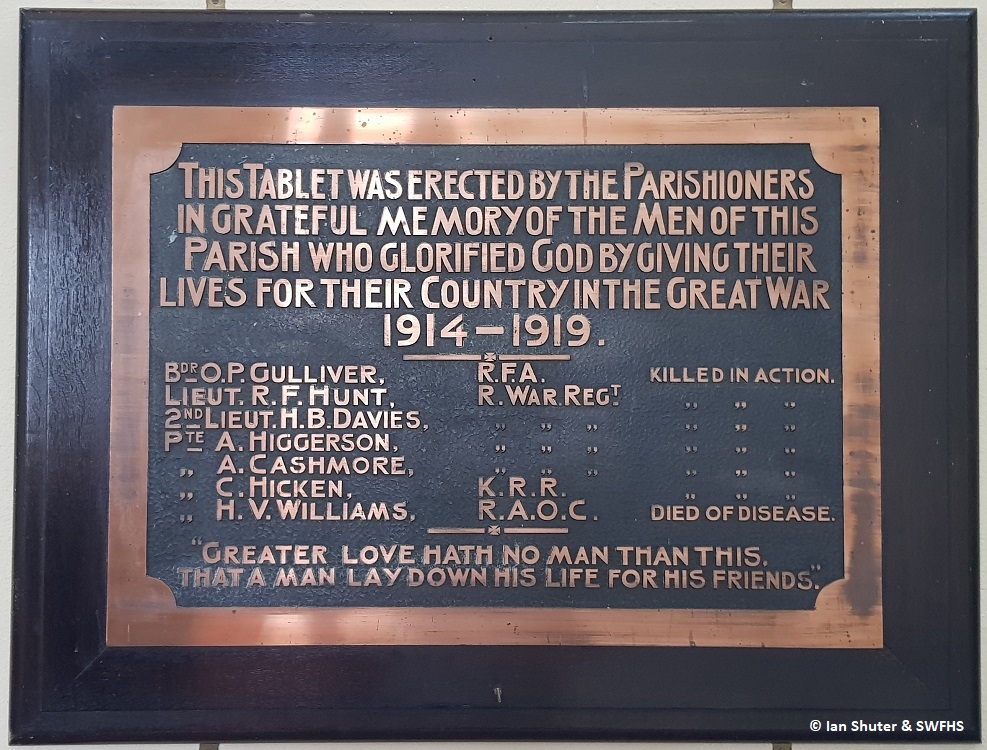 THIS TABLET WAS ERECTED BY THE PARISHIONERS
IN GRATEFUL MEMORY OF THE MEN OF THIS
PARISH WHO GLORIFIED GOD BY GIVING THEIR
LIVES FOR THEIR COUNTRY IN THE GREAT WAR
1914 — 1919.
BDR O.P. GULLIVER, R.F.A. KILLED IN ACTION.
LIEUT. R.F. HUNT, R. WAR. REGT „ „ „
2ND LIEUT. H.B. DAVIES, „ „ „ „ „ „
PTE A. HIGGERSON, „ „ „ „ „ „
„ A. CASHMORE, „ „ „ „ „ „
„ C. HICKEN, K.R.R. „ „ „
„ H.V. WILLIAMS, R.A.O.C. DIED OF DISEASE.
"GREATER LOVE HATH NO MAN THAN THIS.
THAT A MAN LAY DOWN HIS LIFE FOR HIS FRIENDS."
© Ian Shuter & SWFHS